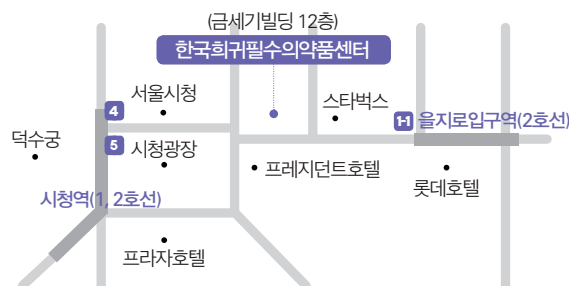 (금세기빌딩 12층)
한국희귀필수의약품센터
서울시청
4
스타벅스
1-1 을지로입구역(2호선)
덕수궁
5 시청광장
프레지던트호텔
롯데호텔
시청역(1, 2호선)
프라자호텔